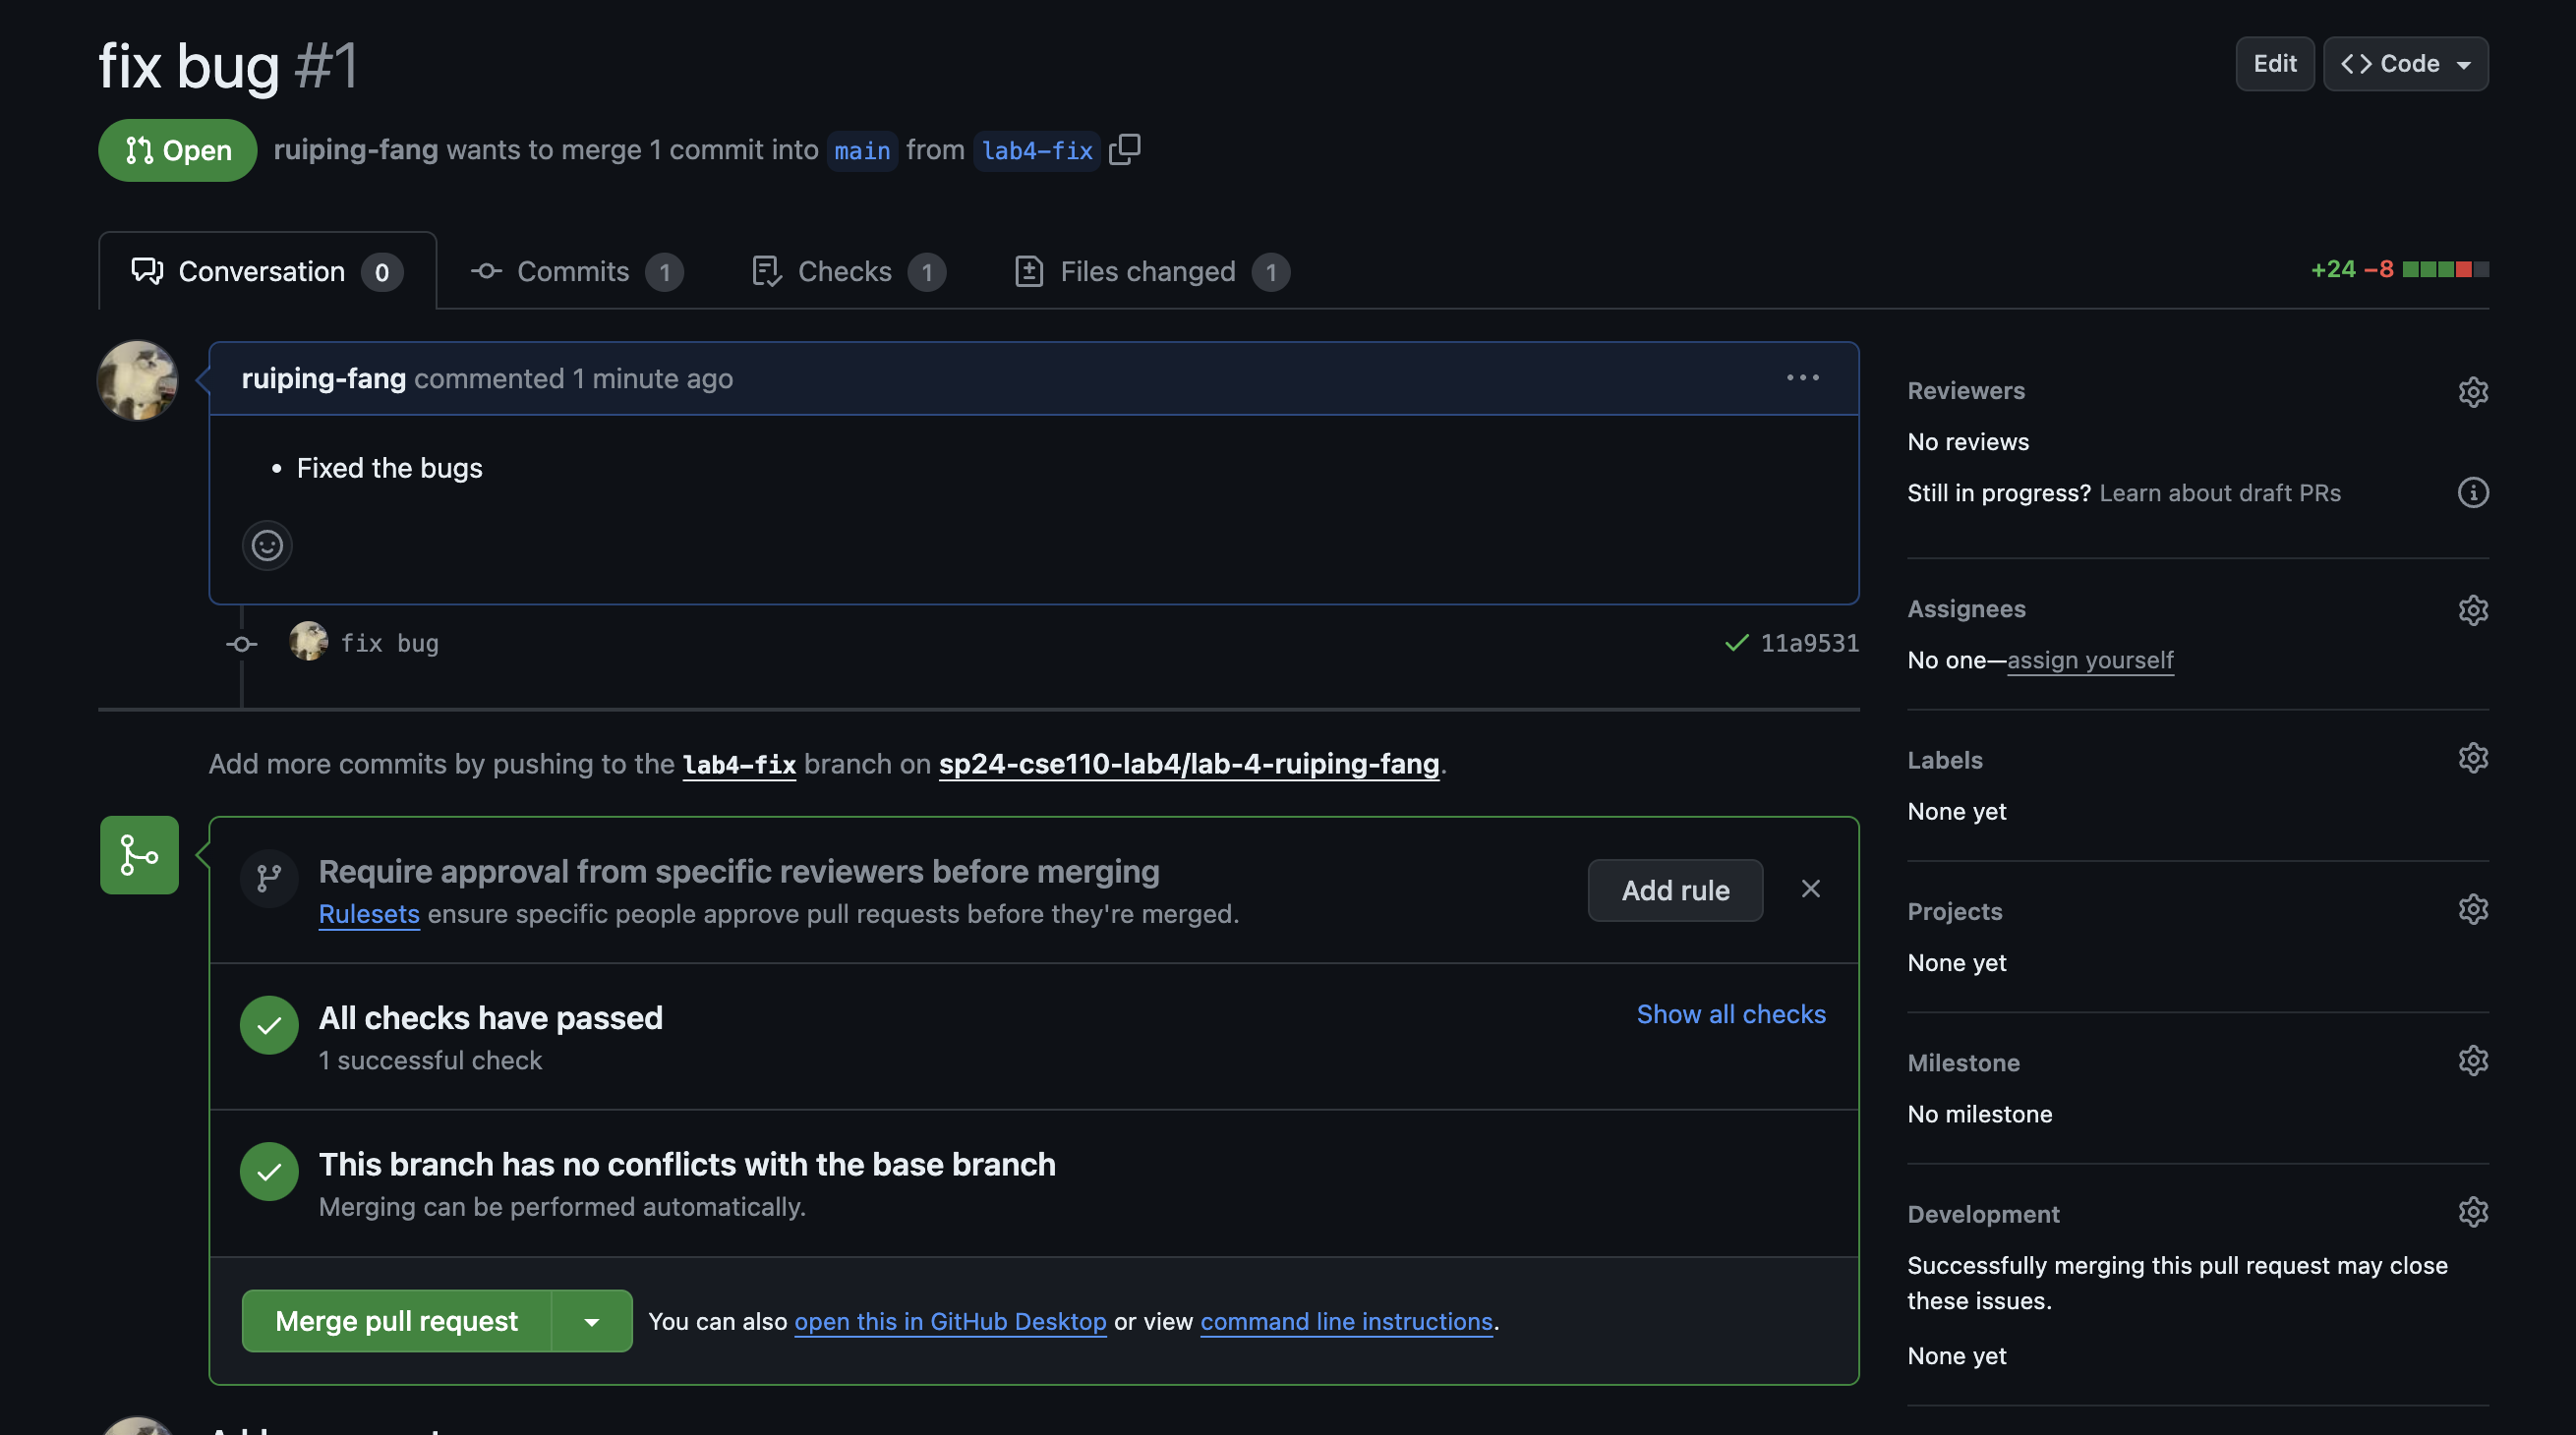 fix bug #1
Edit
Code
Open
ruiping-fang wants to merge 1 commit into main from lab4-fix
Conversation 0
Commits 1
Checks 1
Files changed 1
+24 −8
ruiping-fang commented 1 minute ago
• Fixed the bugs
fix bug
11a9531
Add more commits by pushing to the lab4-fix branch on sp24-cse110-lab4/lab-4-ruiping-fang.
Require approval from specific reviewers before merging
Rulesets ensure specific people approve pull requests before they're merged.
Add rule
All checks have passed
1 successful check
Show all checks
This branch has no conflicts with the base branch
Merging can be performed automatically.
Merge pull request
You can also open this in GitHub Desktop or view command line instructions.
Reviewers
No reviews
Still in progress? Learn about draft PRs
Assignees
No one—assign yourself
Labels
None yet
Projects
None yet
Milestone
No milestone
Development
Successfully merging this pull request may close
these issues.
None yet